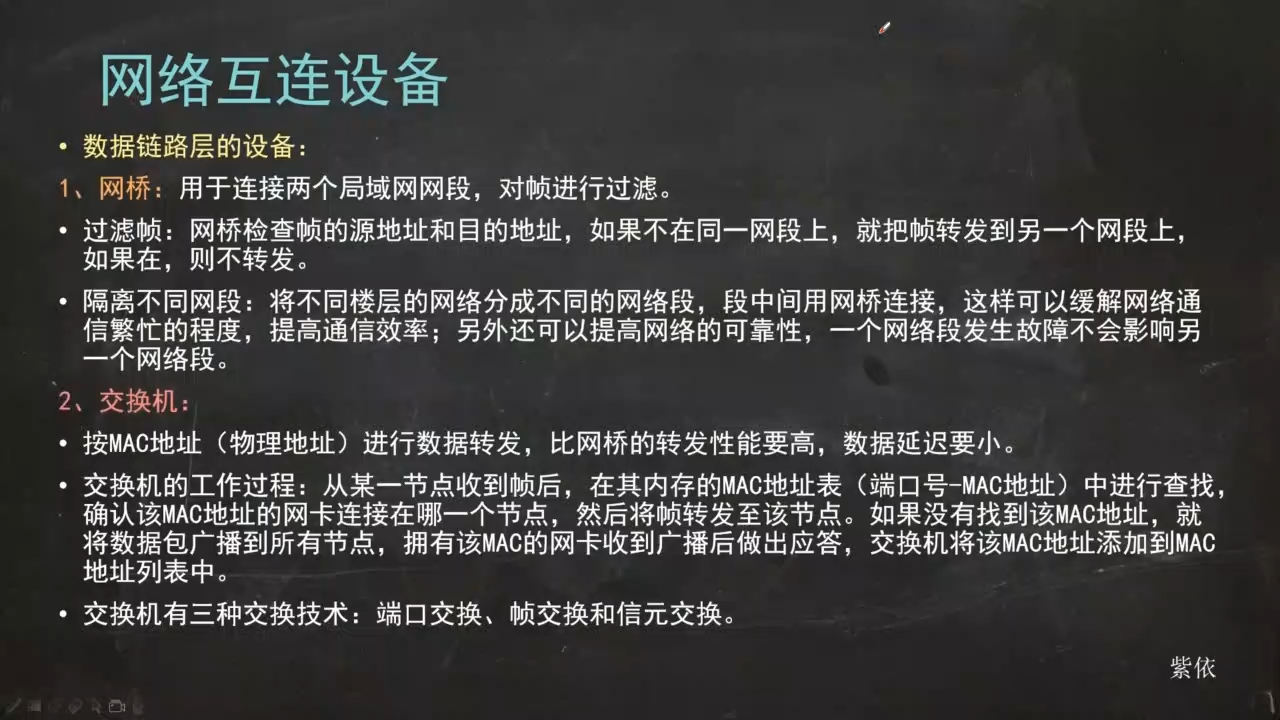 网络互连设备
• 数据链路层的设备：
1、网桥：用于连接两个局域网网段，对帧进行过滤。
• 过滤帧：网桥检查帧的源地址和目的地址，如果不在同一网段上，就把帧转发到另一个网段上，
如果在，则不转发。
• 隔离不同网段：将不同楼层的网络分成不同的网络段，段中间用网桥连接，这样可以缓解网络通
信繁忙的程度，提高通信效率；另外还可以提高网络的可靠性，一个网络段发生故障不会影响另
一个网络段。
2、交换机：
• 按MAC地址（物理地址）进行数据转发，比网桥的转发性能要高，数据延迟要小。
• 交换机的工作过程：从某一节点收到帧后，在其内存的MAC地址表（端口号-MAC地址）中进行查找，
确认该MAC地址的网卡连接在哪一个节点，然后将帧转发至该节点。如果没有找到该MAC地址，就
将数据包广播到所有节点，拥有该MAC的网卡收到广播后做出应答，交换机将该MAC地址添加到MAC
地址列表中。
• 交换机有三种交换技术：端口交换、帧交换和信元交换。
紫依